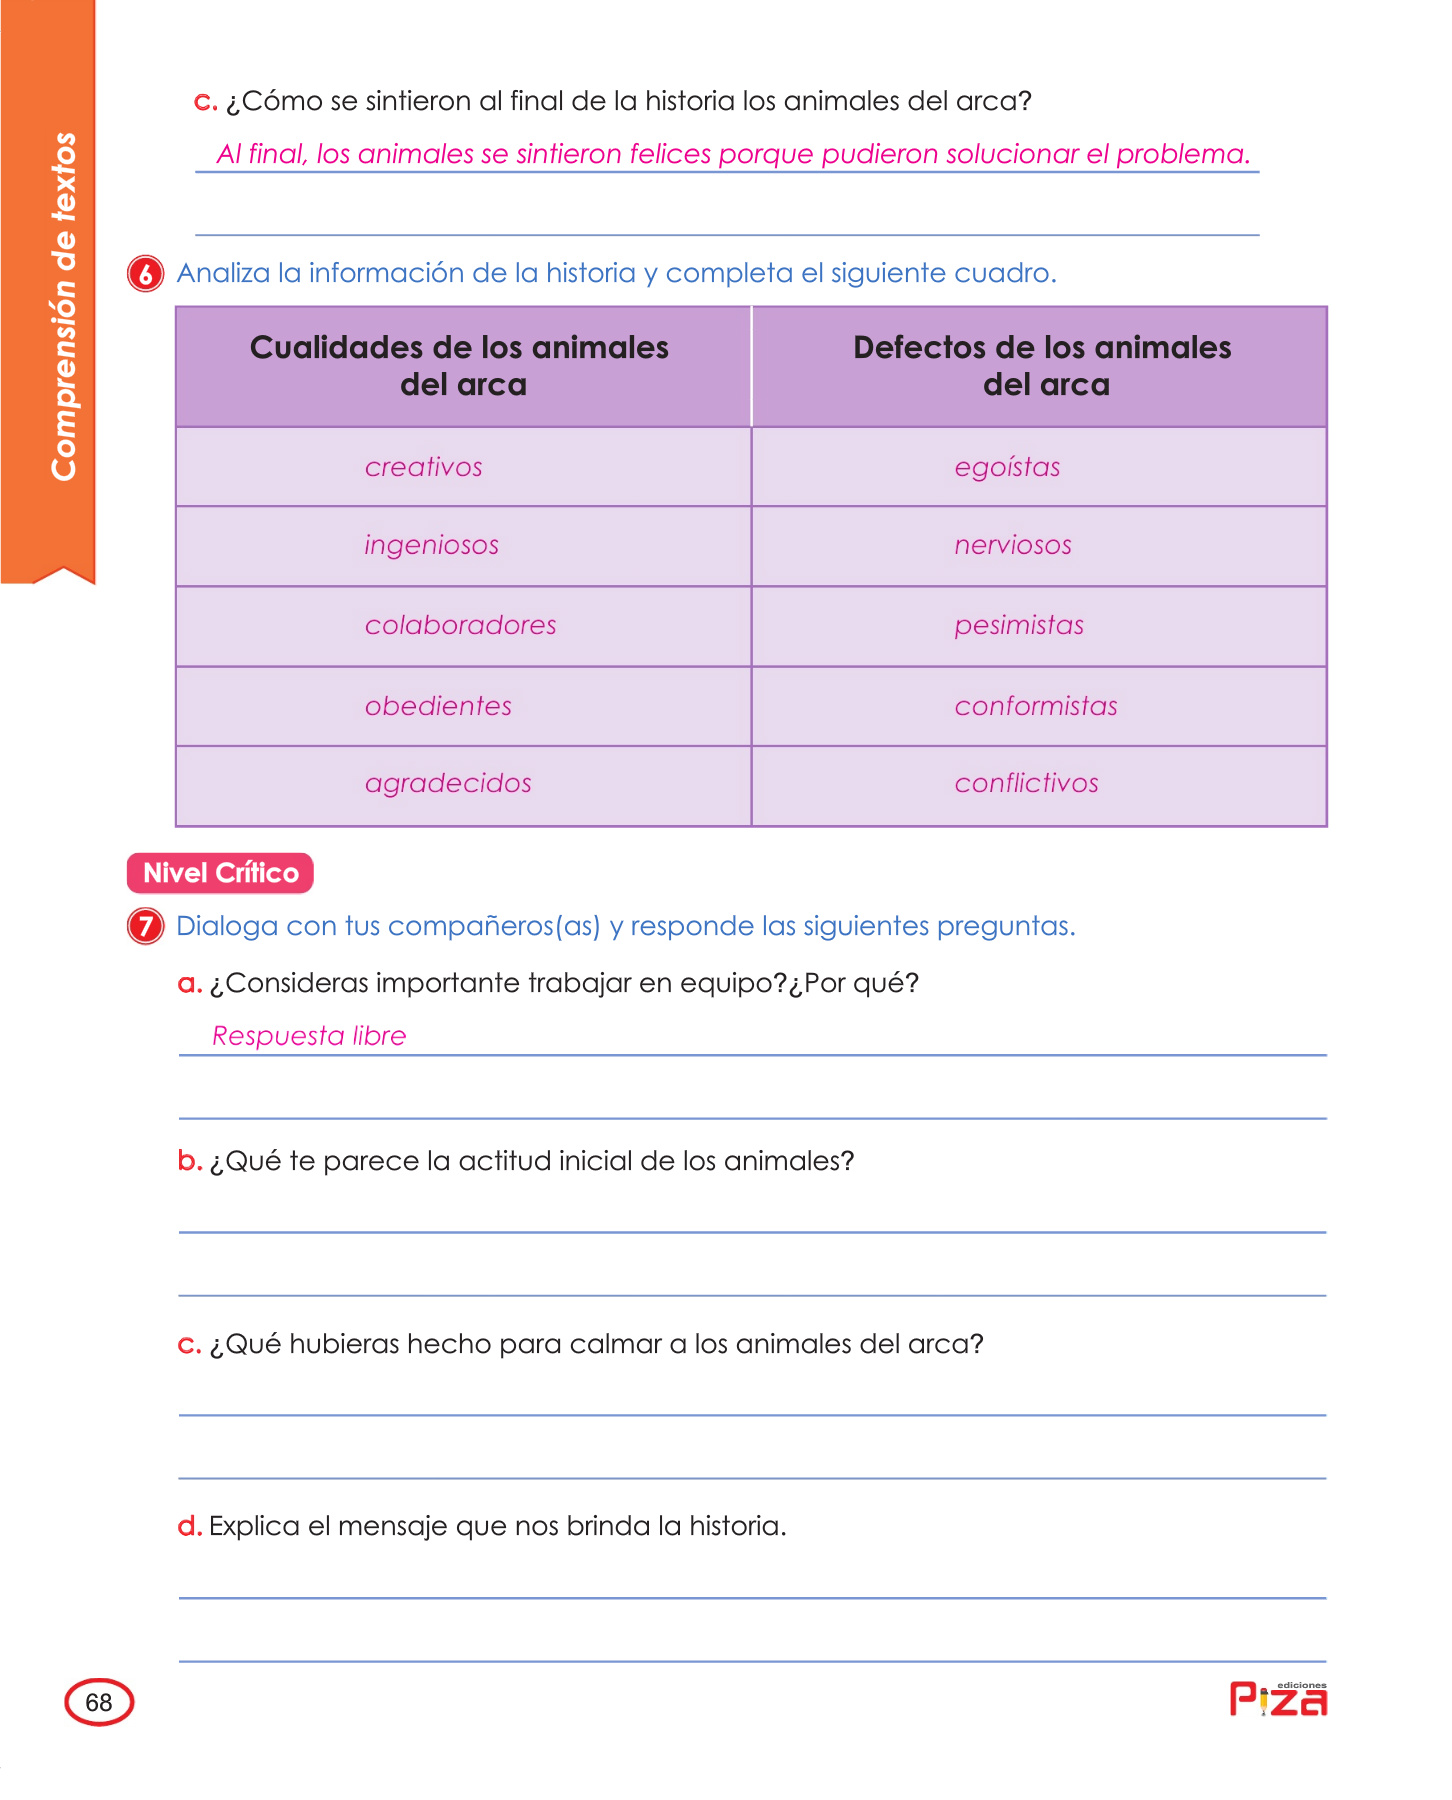 Comprensión de textos
c. ¿Cómo se sintieron al final de la historia los animales del arca?
Al final, los animales se sintieron felices porque pudieron solucionar el problema.
6 Analiza la información de la historia y completa el siguiente cuadro.
Cualidades de los animales del arca
Defectos de los animales del arca
creativos
egoístas
ingeniosos
nerviosos
colaboradores
pesimistas
obedientes
conformistas
agradecidos
conflictivos
Nivel Crítico
7 Dialoga con tus compañeros(as) y responde las siguientes preguntas.
a. ¿Consideras importante trabajar en equipo?¿Por qué?
Respuesta libre
b. ¿Qué te parece la actitud inicial de los animales?
c. ¿Qué hubieras hecho para calmar a los animales del arca?
d. Explica el mensaje que nos brinda la historia.
68
ediciones
Piza